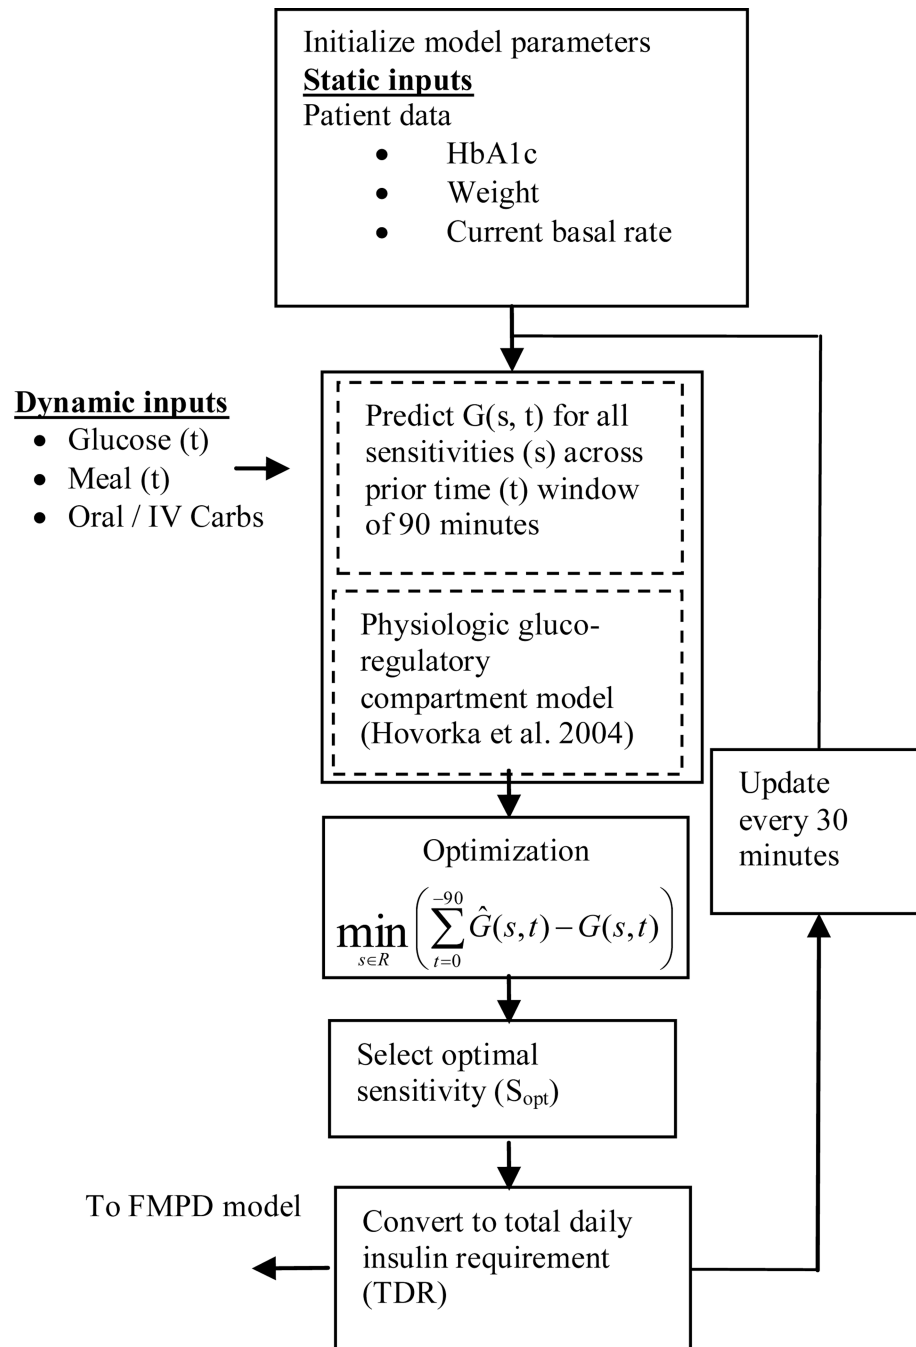 Initialize model parameters
Static inputs
Patient data
• HbA1c
• Weight
• Current basal rate
Dynamic inputs
• Glucose (t)
• Meal (t)
• Oral / IV Carbs
Predict G(s, t) for all
sensitivities (s) across
prior time (t) window
of 90 minutes
Physiologic gluco-
regulatory
compartment model
(Hovorka et al. 2004)
Update
every 30
minutes
Optimization
min_{s∈R} ( ∑_{t=0}^{−90} Ĝ(s,t) − G(s,t) )
Select optimal
sensitivity (S_{opt})
To FMPD model
Convert to total daily
insulin requirement
(TDR)